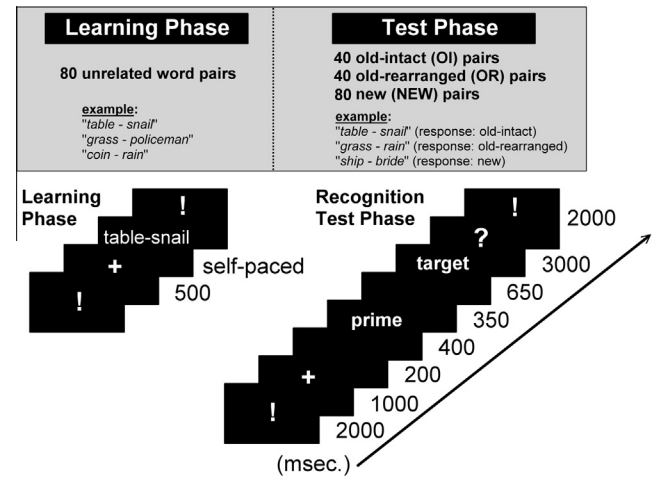 Learning Phase
80 unrelated word pairs
example:
"table - snail"
"grass - policeman"
"coin - rain"
Test Phase
40 old-intact (OI) pairs
40 old-rearranged (OR) pairs
80 new (NEW) pairs
example:
"table - snail" (response: old-intact)
"grass - rain" (response: old-rearranged)
"ship - bride" (response: new)
Learning
Phase
!
table-snail
+
self-paced
!
500
Recognition
Test Phase
!
2000
?
3000
target
650
350
prime
400
200
+
1000
!
2000
(msec.)